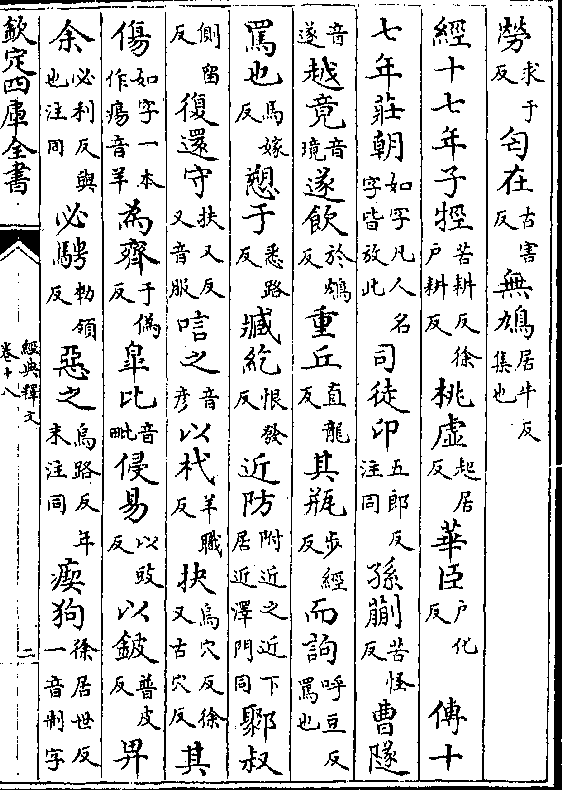 勞求于反匄在古害反無鳩居牛反集也
經十七年子牼苦耕反徐戶耕反桃虛起居反華臣戶化反傳十
七年莊朝如字凡人名字皆放此司徒卬五郎反注同孫蒯苦怪反曹隧
音遂越竟音境遂飲於鴆反重丘直龍反其瓶步經反而訽呼豆反罵也
罵也馬嫁反愬于悉路反臧紇恨發反近防附近之近下居近澤門同郰叔
側留反復還守扶又反又音服唁之音彥以杙羊職反抉烏穴反徐又古穴反其
傷如字一本作瘍音羊為齊于偽反臯比音毗侵易以豉反以鈹普皮反畀
余必利反與也注同必騁勑領反惡之烏路反年末注同瘈狗徐居世反一音制字
欽定四庫全書
經典釋文
卷十八
二